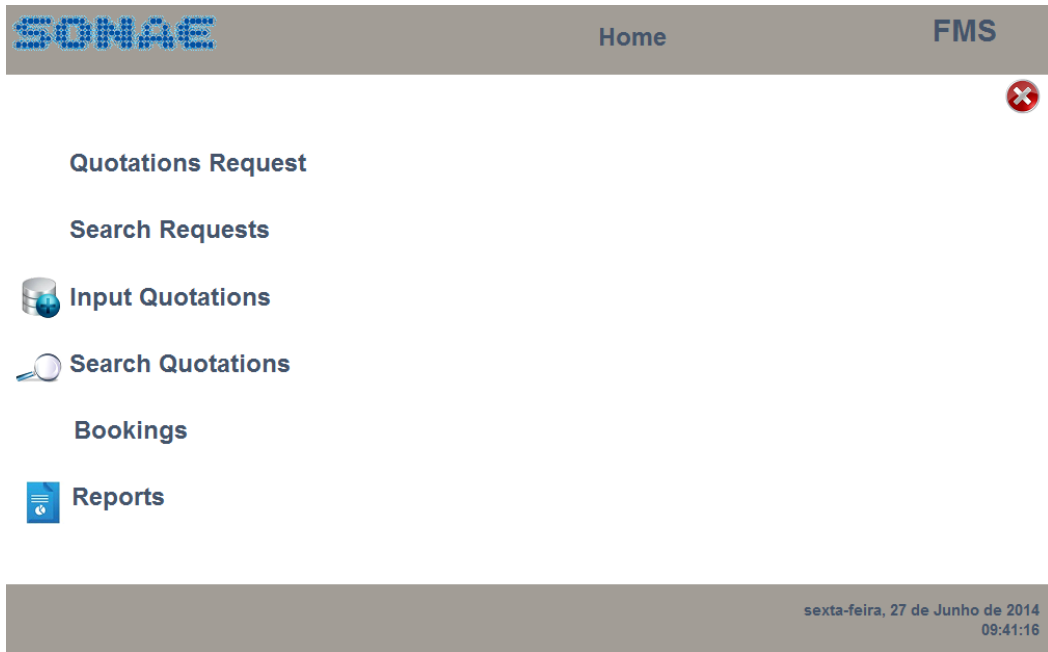 SONAE
Home
FMS
Quotations Request
Search Requests
Input Quotations
Search Quotations
Bookings
Reports
sexta-feira, 27 de Junho de 2014
09:41:16